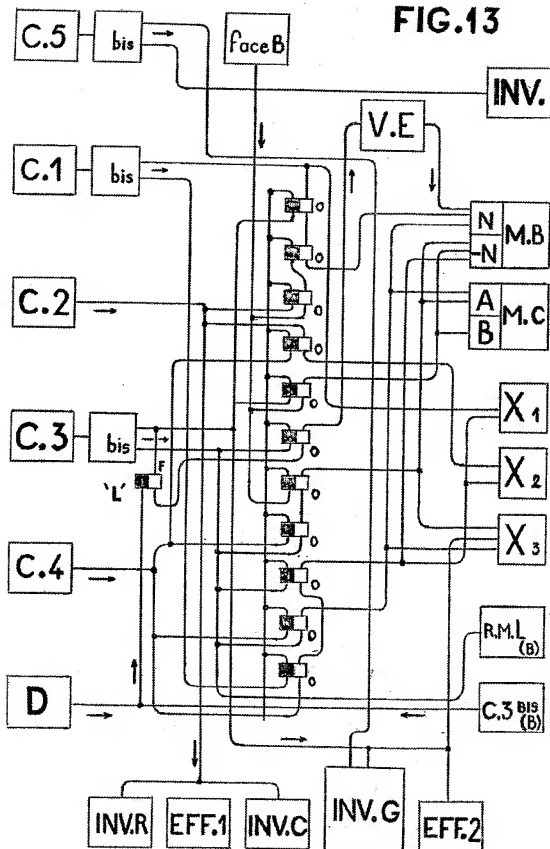 FIG.13
C.5
bis
face B
INV.
V.E
C.1
bis
O
N
M.B
-N
O
C.2
O
A
M.C
B
O
O
X1
C.3
bis
O
X2
F
'L'
O
X3
O
C.4
O
R.M.L
(B)
O
O
D
C.3 BIS
(B)
INV.R
EFF.1
INV.C
INV.G
EFF.2